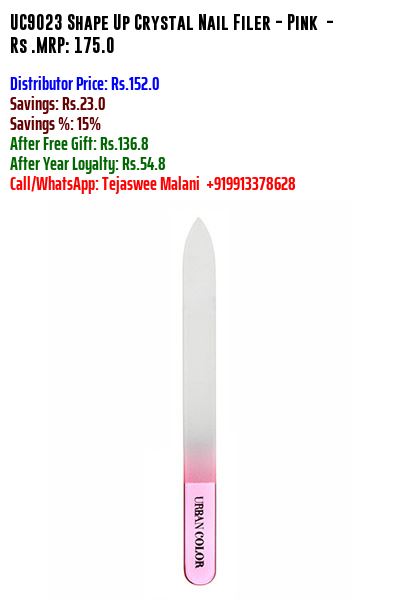 UC9023 Shape Up Crystal Nail Filer - Pink -
Rs .MRP: 175.0
Distributor Price: Rs.152.0
Savings: Rs.23.0
Savings %: 15%
After Free Gift: Rs.136.8
After Year Loyalty: Rs.54.8
Call/WhatsApp: Tejaswee Malani +919913378628
URBAN COLOR